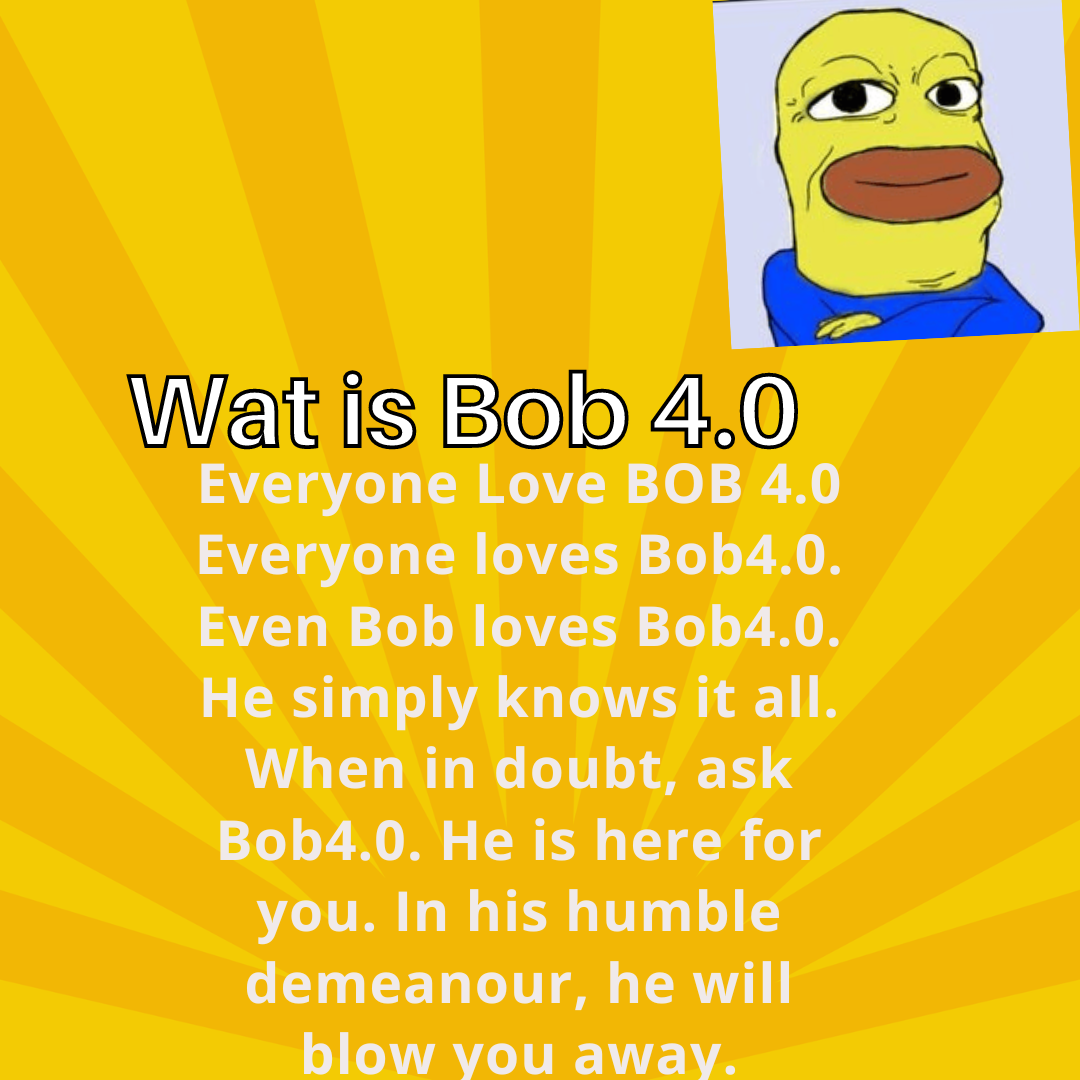 Wat is Bob 4.0
Everyone Love BOB 4.0
Everyone loves Bob4.0.
Even Bob loves Bob4.0.
He simply knows it all.
When in doubt, ask
Bob4.0. He is here for
you. In his humble
demeanour, he will
blow you away.